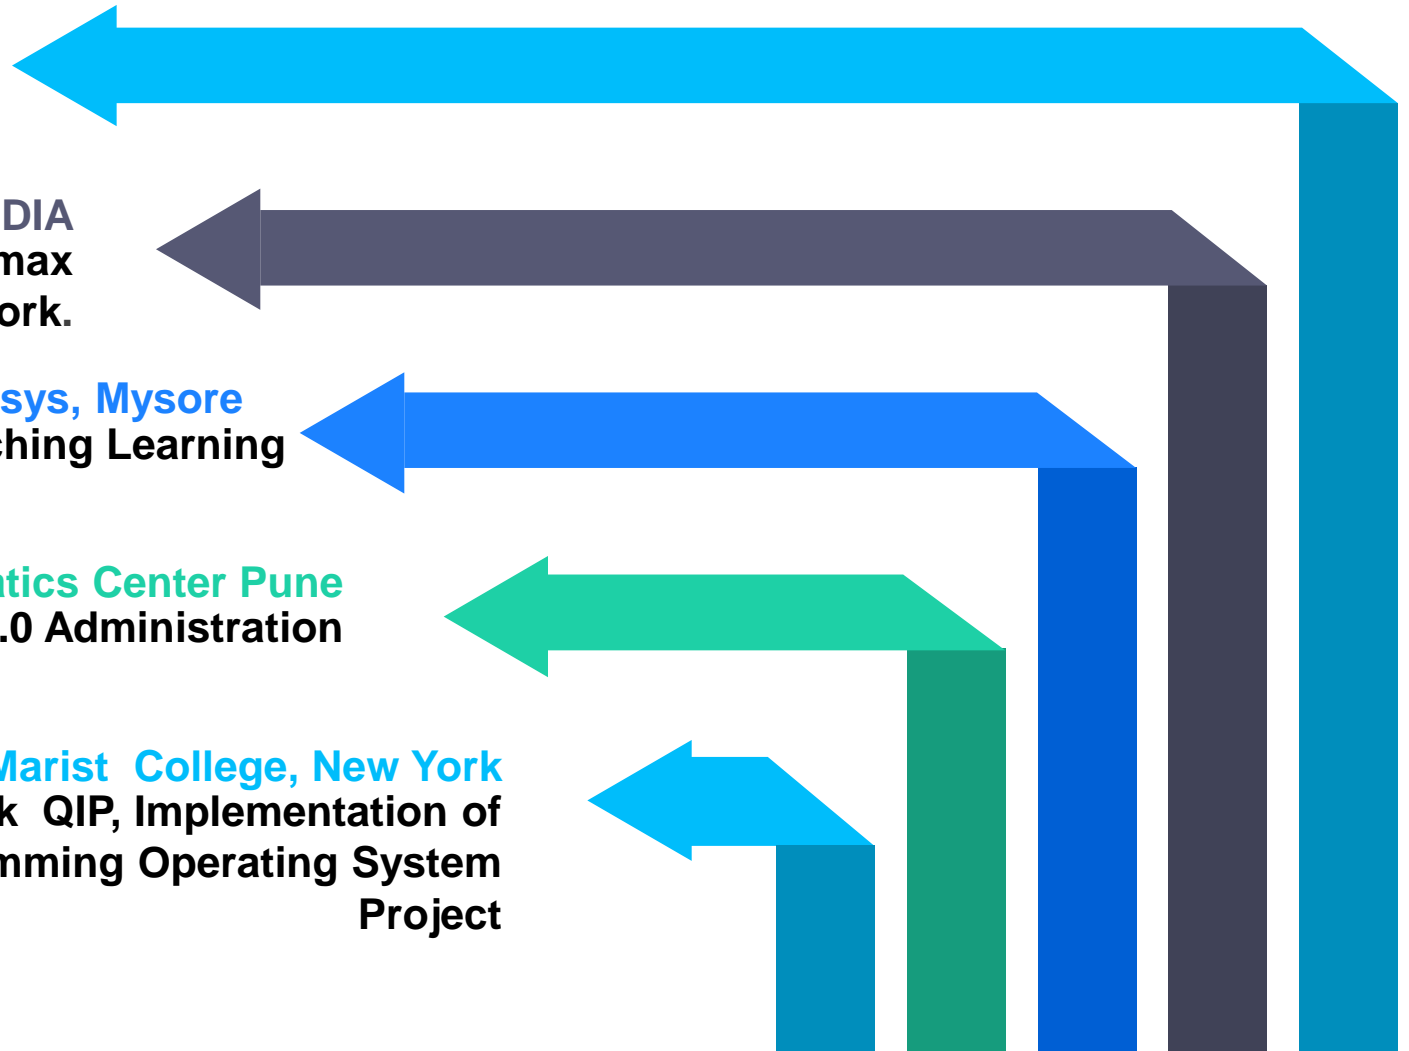 DIA
max
ork.
sys, Mysore
ching Learning
atics Center Pune
.0 Administration
Marist College, New York
k QIP, Implementation of
mming Operating System
Project